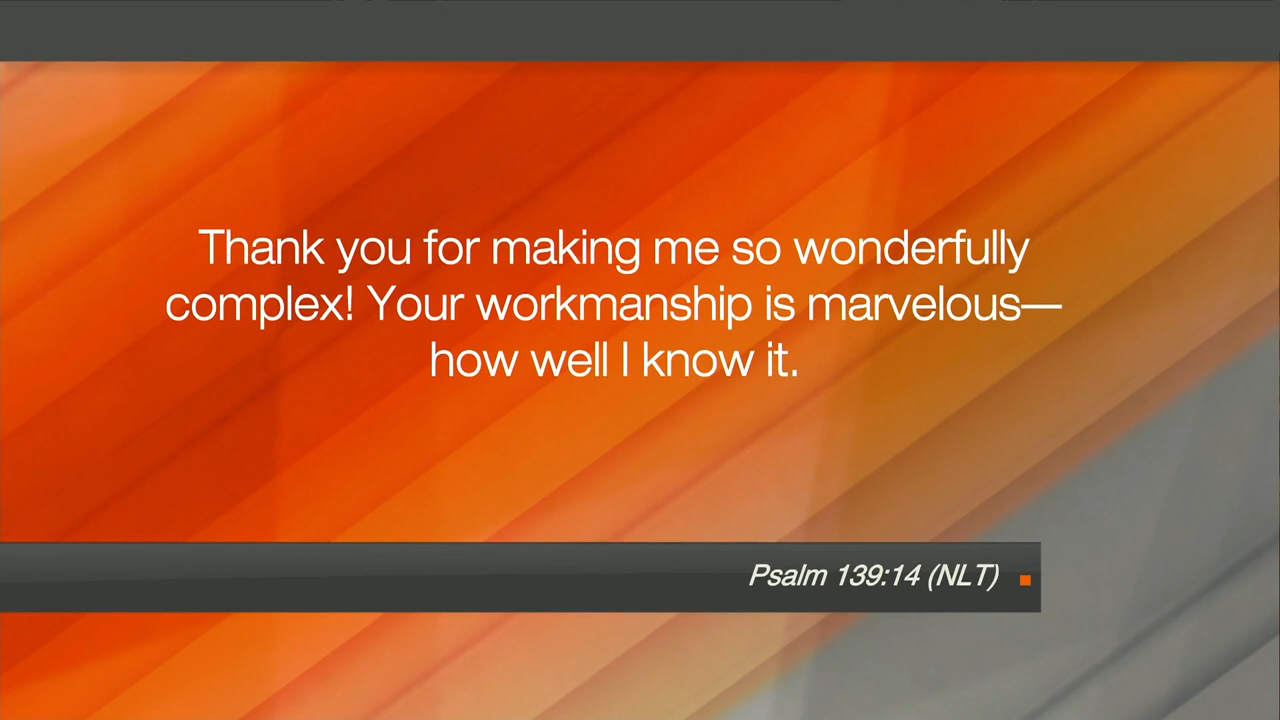 Thank you for making me so wonderfully
complex! Your workmanship is marvelous—
how well I know it.
Psalm 139:14 (NLT)